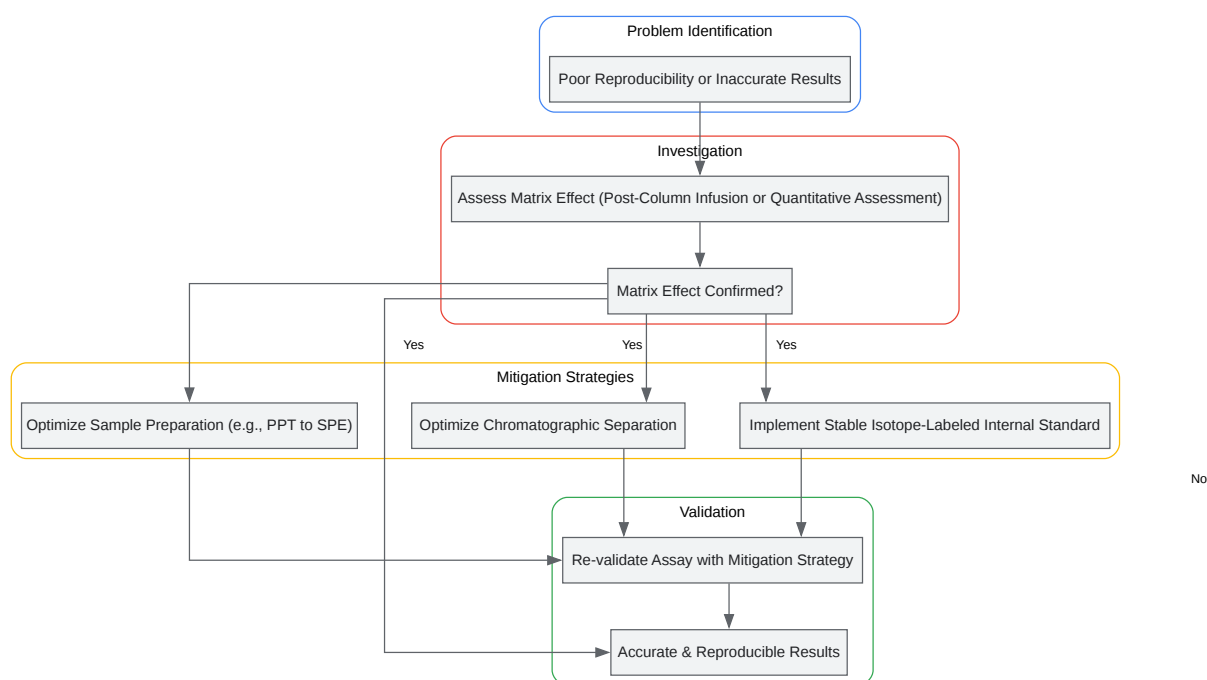 Problem Identification
Poor Reproducibility or Inaccurate Results
Investigation
Assess Matrix Effect (Post-Column Infusion or Quantitative Assessment)
Matrix Effect Confirmed?
Yes
Yes
Yes
Mitigation Strategies
Optimize Sample Preparation (e.g., PPT to SPE)
Optimize Chromatographic Separation
Implement Stable Isotope-Labeled Internal Standard
No
Validation
Re-validate Assay with Mitigation Strategy
Accurate & Reproducible Results